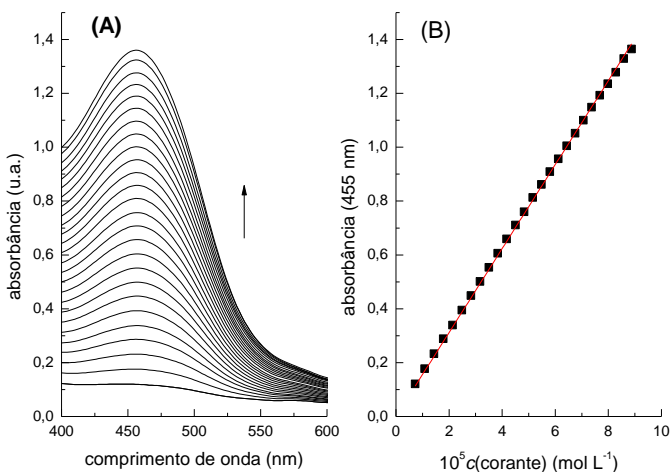 (A)
absorbância (u.a.)
1,4
1,2
1,0
0,8
0,6
0,4
0,2
0,0
400 450 500 550 600
comprimento de onda (nm)
(B)
absorbância (455 nm)
1,4
1,2
1,0
0,8
0,6
0,4
0,2
0,0
0 2 4 6 8 10
10⁵c(corante) (mol L⁻¹)